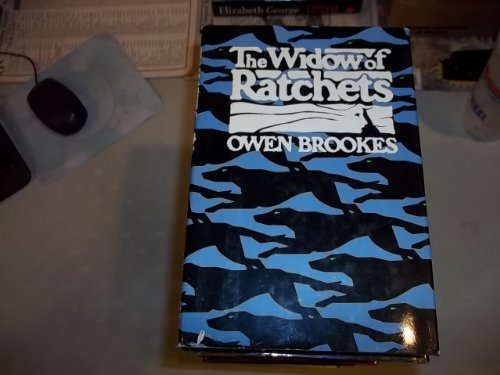 Elizabeth George
The Widow of
Ratchets
OWEN BROOKES